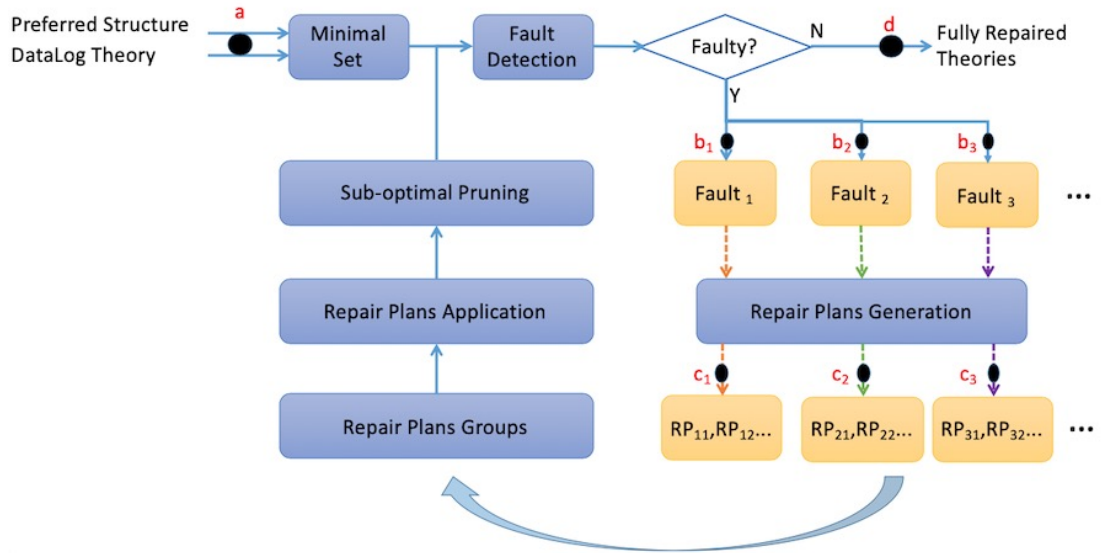 Preferred Structure
DataLog Theory
a
Minimal
Set
Fault
Detection
Faulty?
N
d
Fully Repaired
Theories
Y
b₁
b₂
b₃
Sub-optimal Pruning
Fault ₁
Fault ₂
Fault ₃
...
Repair Plans Application
Repair Plans Generation
c₁
c₂
c₃
Repair Plans Groups
RP₁₁,RP₁₂...
RP₂₁,RP₂₂...
RP₃₁,RP₃₂...
...